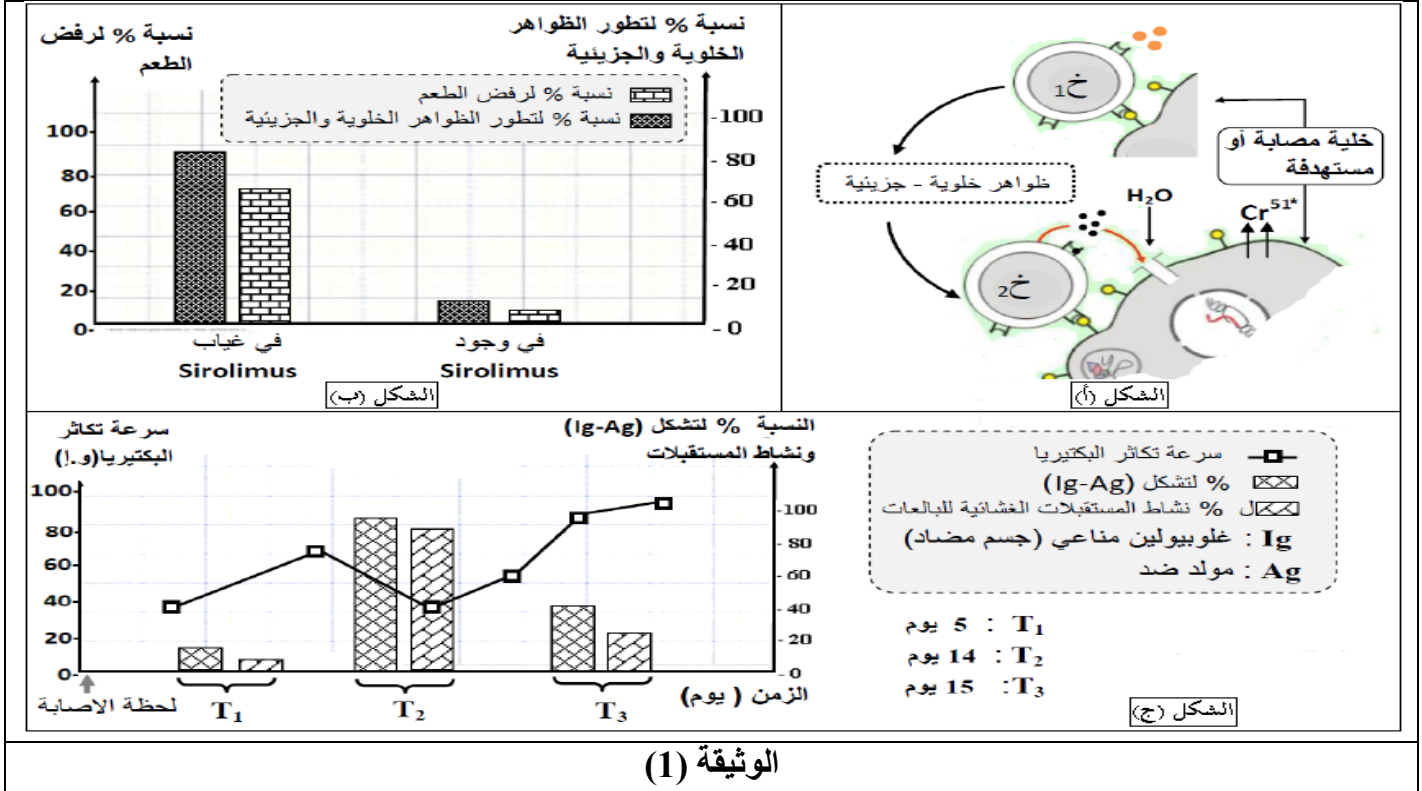 نسبة % لرفض
الطعم
نسبة % لتطور الظواهر
الخلوية والجزيئية
نسبة % لرفض الطعم
نسبة % لتطور الظواهر الخلوية والجزيئية
100
80
60
40
20
0
100
80
60
40
20
0
في غياب
Sirolimus
في وجود
Sirolimus
الشكل (ب)
خ1
ظواهر خلوية - جزيئية
خلية مصابة أو
مستهدفة
H₂O
Cr⁵¹*
خ2
الشكل (أ)
سرعة تكاثر
البكتيريا(و.إ)
النسبة % لتشكل (Ig-Ag)
ونشاط المستقبلات
100
80
60
40
20
0
100
80
60
40
20
0
لحظة الاصابة
T₁
T₂
T₃
الزمن ( يوم)
سرعة تكاثر البكتيريا
% لتشكل (Ig-Ag)
ل % نشاط المستقبلات الغشائية للبالعات
Ig : غلوبيولين مناعي (جسم مضاد)
Ag : مولد ضد
T₁ : 5 يوم
T₂ : 14 يوم
T₃: 15 يوم
الشكل (ج)
الوثيقة (1)